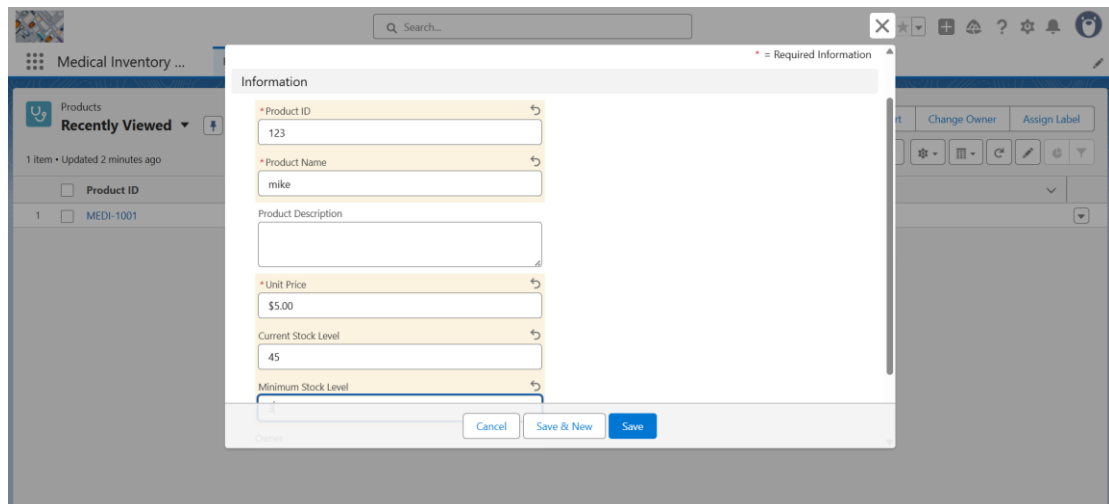 Search...
Medical Inventory ...
* = Required Information
Information
Products
Recently Viewed
1 item • Updated 2 minutes ago
Change Owner
Assign Label
Product ID
1
MEDI-1001
*Product ID
123
*Product Name
mike
Product Description
*Unit Price
$5.00
Current Stock Level
45
Minimum Stock Level
Owner
Cancel
Save & New
Save